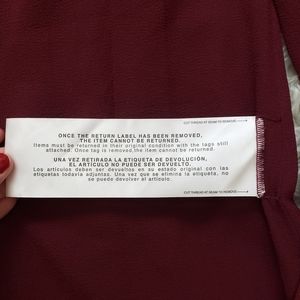 CUT THREAD AT SEAM TO REMOVE
ONCE THE RETURN LABEL HAS BEEN REMOVED,
THE ITEM CANNOT BE RETURNED.
Items must be returned in their original condition with the tags still
attached. Once tag is removed,the item cannot be returned.
UNA VEZ RETIRADA LA ETIQUETA DE DEVOLUCIÓN,
EL ARTÍCULO NO PUEDE SER DEVUELTO.
Los artículos deben ser devueltos en su estado original con las
etiquetas todavía adjuntas. Una vez que se elimina la etiqueta, no
se puede devolver el artículo.
CUT THREAD AT SEAM TO REMOVE